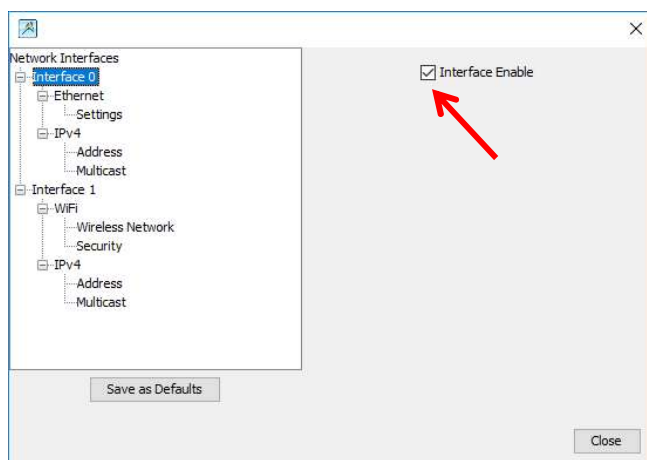 Network Interfaces
Interface 0
Interface Enable
Ethernet
Settings
IPv4
Address
Multicast
Interface 1
WiFi
Wireless Network
Security
IPv4
Address
Multicast
Save as Defaults
Close